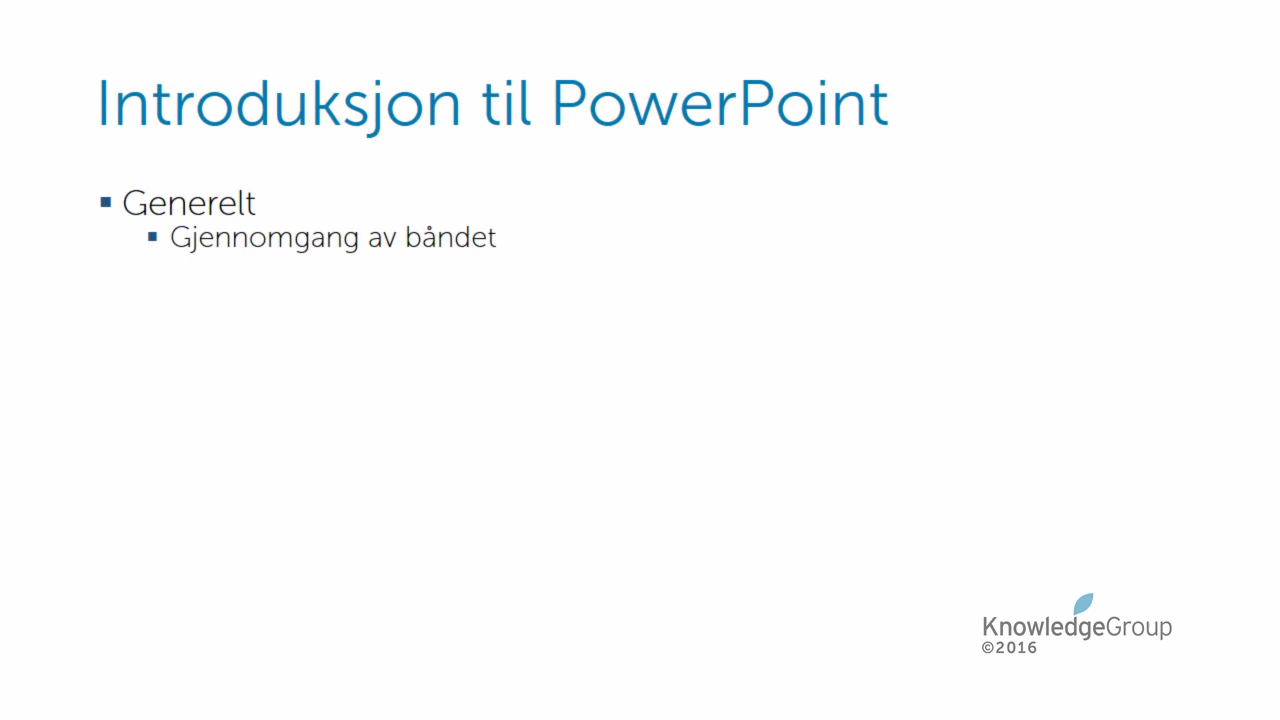 Introduksjon til PowerPoint
▪ Generelt
▪ Gjennomgang av båndet
KnowledgeGroup
©2016